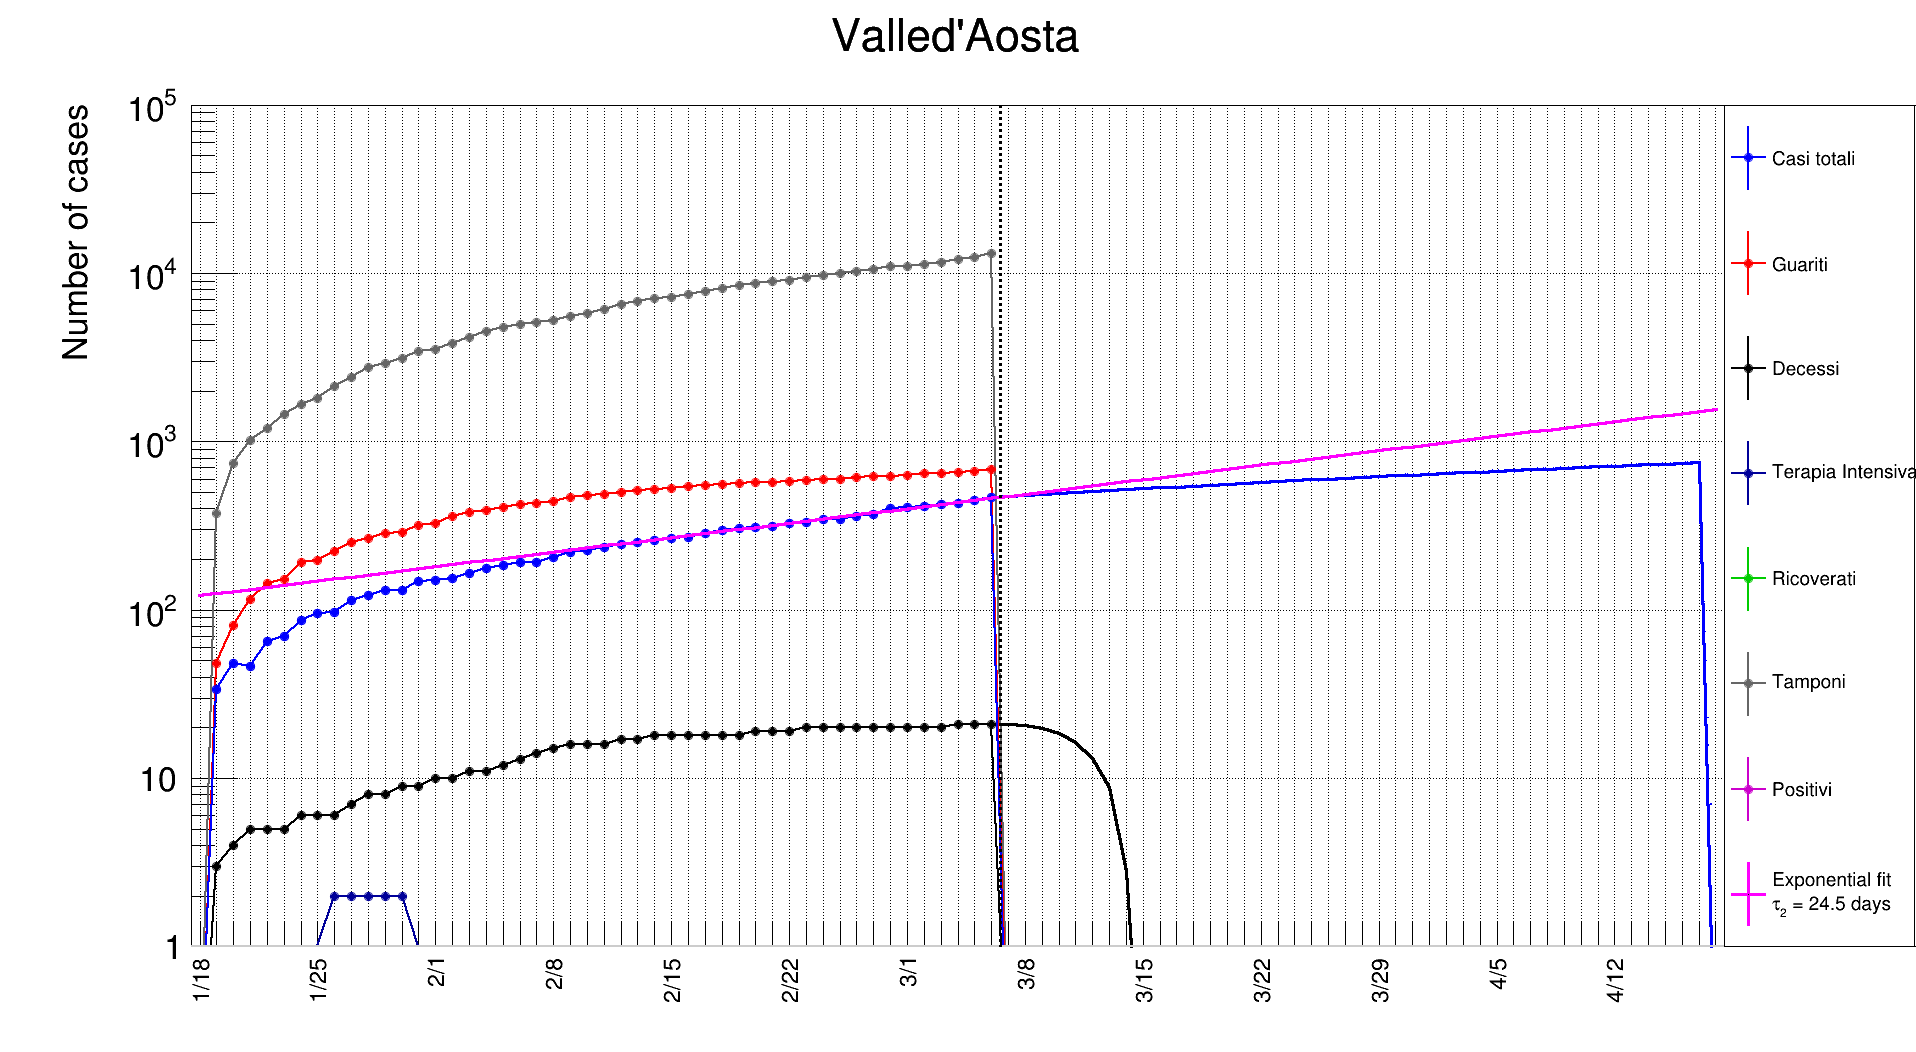 Valled'Aosta
Number of cases
10^5
10^4
10^3
10^2
10
1
1/18
1/25
2/1
2/8
2/15
2/22
3/1
3/8
3/15
3/22
3/29
4/5
4/12
Casi totali
Guariti
Decessi
Terapia Intensiva
Ricoverati
Tamponi
Positivi
Exponential fit
τ_2 = 24.5 days